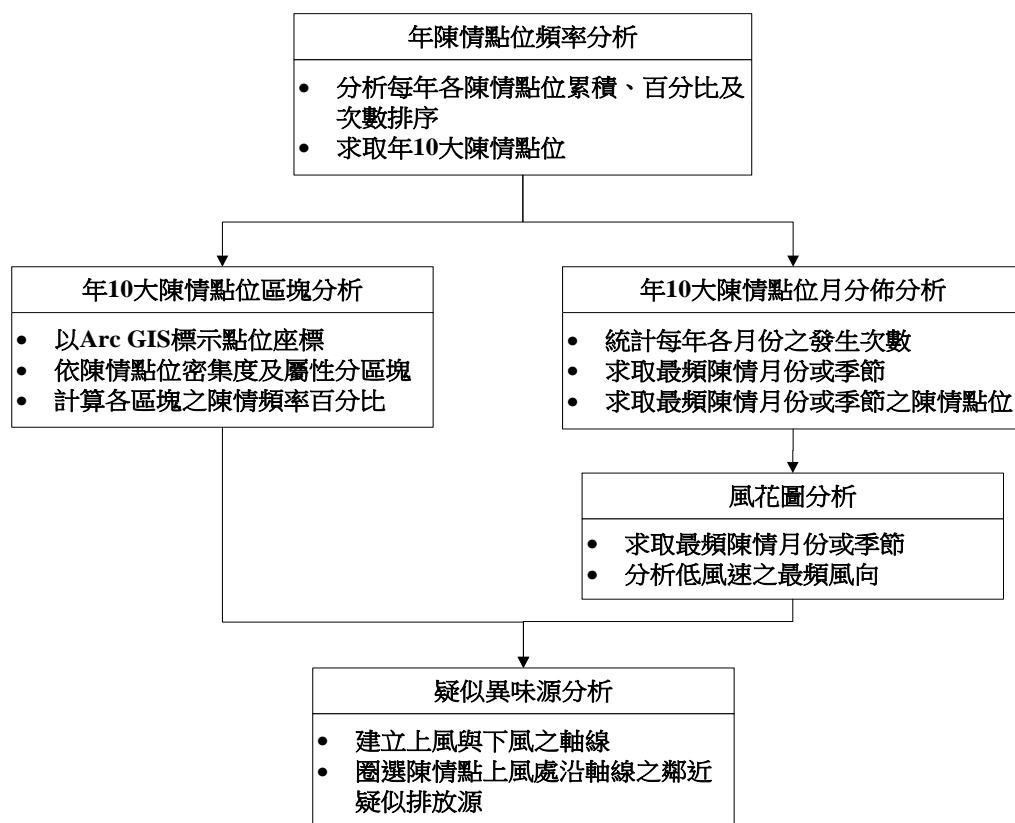 年陳情點位頻率分析
• 分析每年各陳情點位累積、百分比及
次數排序
• 求取年10大陳情點位
年10大陳情點位區塊分析
• 以Arc GIS標示點位座標
• 依陳情點位密集度及屬性分區塊
• 計算各區塊之陳情頻率百分比
年10大陳情點位月分佈分析
• 統計每年各月份之發生次數
• 求取最頻陳情月份或季節
• 求取最頻陳情月份或季節之陳情點位
風花圖分析
• 求取最頻陳情月份或季節
• 分析低風速之最頻風向
疑似異味源分析
• 建立上風與下風之軸線
• 圈選陳情點上風處沿軸線之鄰近
疑似排放源